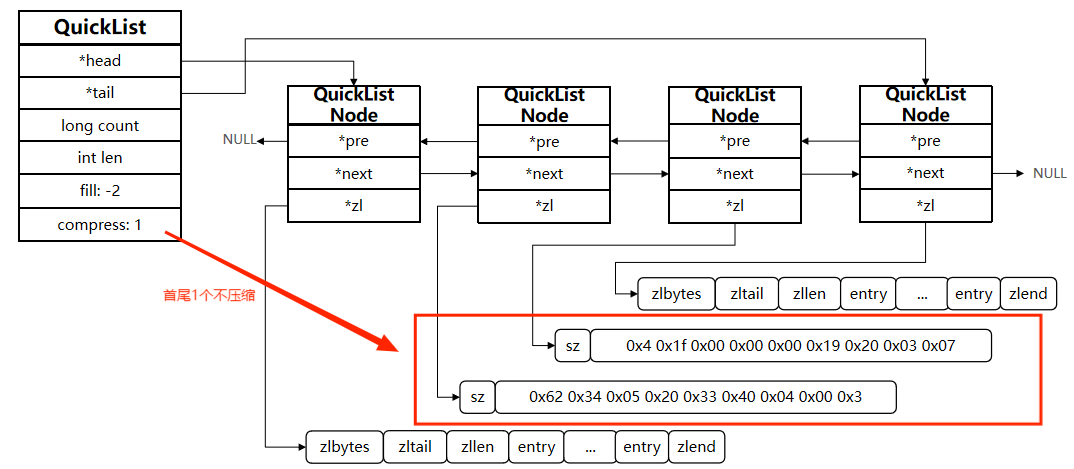 QuickList
*head
*tail
long count
int len
fill: -2
compress: 1
首尾1个不压缩
NULL
QuickList
Node
*pre
*next
*zl
QuickList
Node
*pre
*next
*zl
QuickList
Node
*pre
*next
*zl
QuickList
Node
*pre
*next
*zl
NULL
zlbytes zltail zllen entry ... entry zlend
sz 0x4 0x1f 0x00 0x00 0x00 0x19 0x20 0x03 0x07
sz 0x62 0x34 0x05 0x20 0x33 0x40 0x04 0x00 0x3
zlbytes zltail zllen entry ... entry zlend